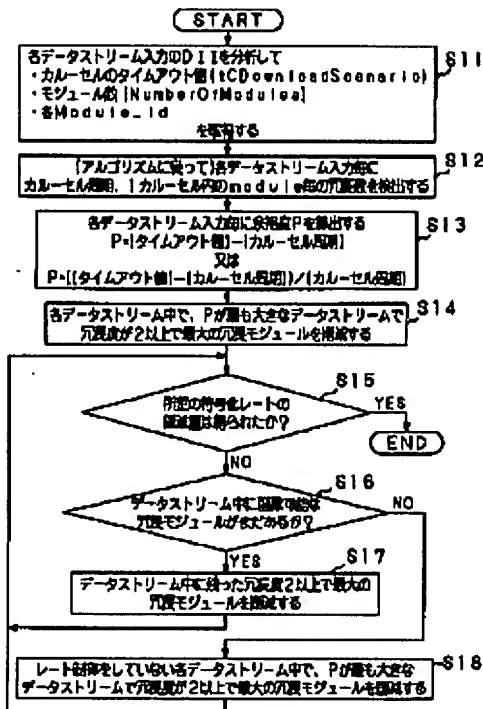 START
各データストリーム入力のDIIを分析して
・カルーセルのタイムアウト値(tCDownloadScenario)
・モジュール数(NumberOfModules)
・各Module_id
を取得する
S11
(アルゴリズムに従って)各データストリーム入力毎に
カルーセル周期、1カルーセル内のmodule毎の冗長数を検出する
S12
各データストリーム入力毎に余裕度Pを算出する
P=[タイムアウト値]-[カルーセル周期]
又は
P=([タイムアウト値]-[カルーセル周期])/[カルーセル周期]
S13
各データストリーム中で、Pが最も大きなデータストリームで
冗長度が2以上で最大の冗長モジュールを削減する
S14
所望の符号化レートの
削減量は得られたか?
S15
YES
END
NO
データストリーム中に削減可能な
冗長モジュールがまだあるか?
S16
NO
YES
データストリーム中に残った冗長度2以上で最大の
冗長モジュールを削減する
S17
レート制御をしていない各データストリーム中で、Pが最も大きな
データストリームで冗長度が2以上で最大の冗長モジュールを削減する
S18